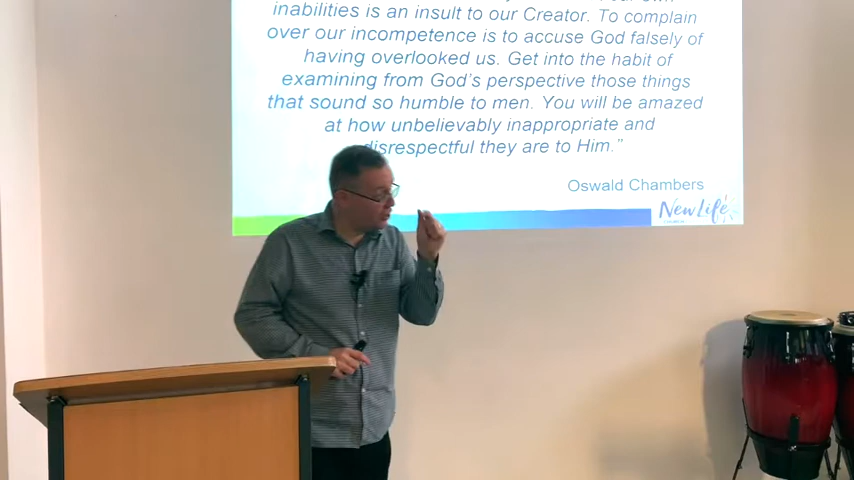 inabilities is an insult to our Creator. To complain
over our incompetence is to accuse God falsely of
having overlooked us. Get into the habit of
examining from God's perspective those things
that sound so humble to men. You will be amazed
at how unbelievably inappropriate and
disrespectful they are to Him.”
Oswald Chambers
New Life